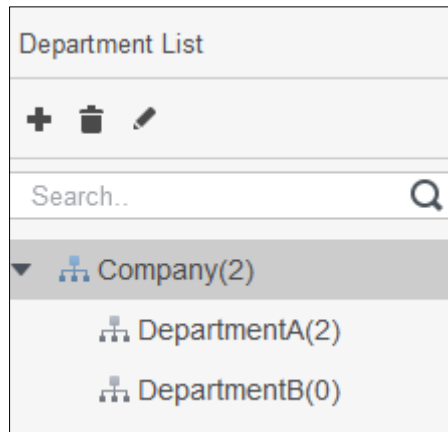 Department List
Search..
Company(2)
DepartmentA(2)
DepartmentB(0)